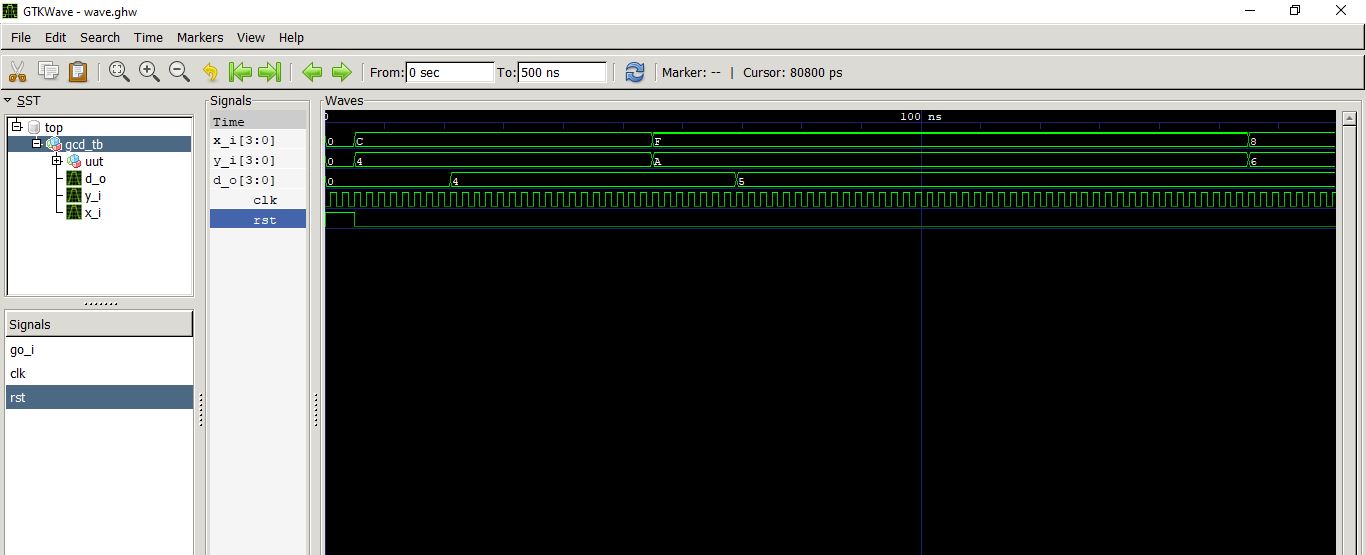 GTKWave - wave.ghw
File Edit Search Time Markers View Help
From: 0 sec To: 500 ns Marker: -- | Cursor: 80800 ps
SST
top
gcd_tb
uut
d_o
y_i
x_i
Signals
go_i
clk
rst
Signals
Time
x_i[3:0]
y_i[3:0]
d_o[3:0]
clk
rst
Waves
0 100 ns
0 C F 8
0 4 A 6
0 4 5